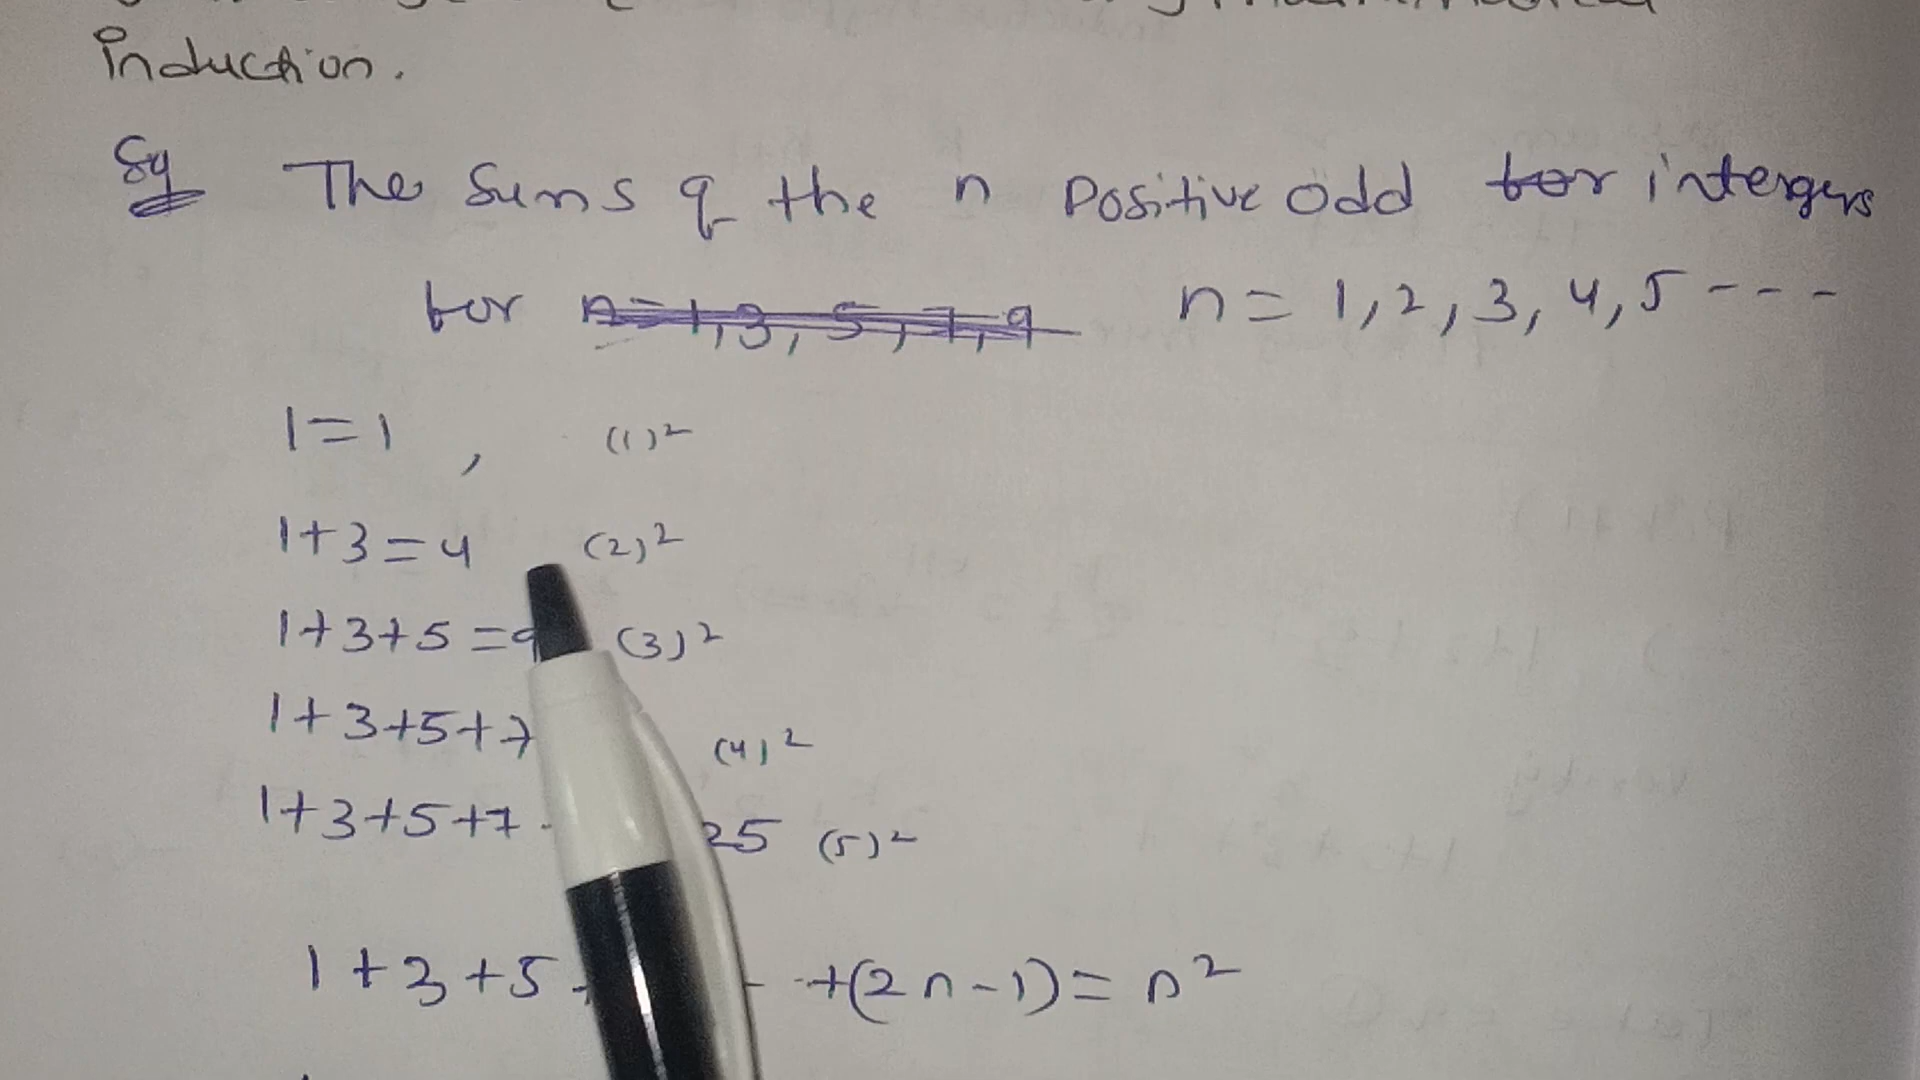 induction.
Sol The Sums of the n Positive odd for intergers
for n=1,3,5,7,9 n = 1,2,3,4,5 ---
1=1, (1)²
1+3=4 (2)²
1+3+5=9 (3)²
1+3+5+7 (4)²
1+3+5+7 25 (5)²
1+3+5 - +(2n-1)= n²